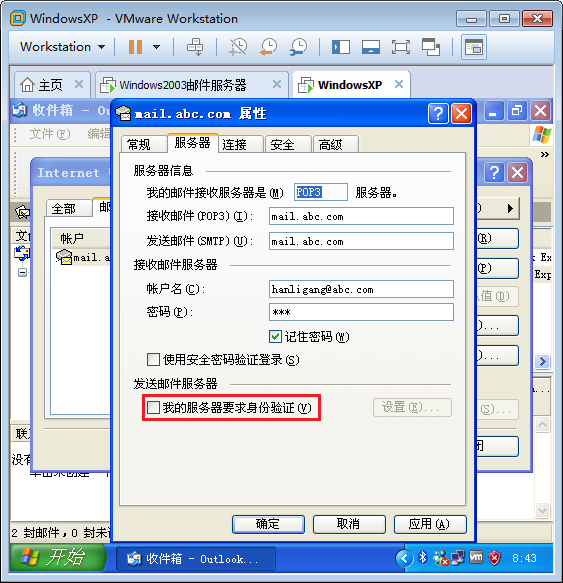 WindowsXP - VMware Workstation
Workstation
主页
Windows2003邮件服务器
WindowsXP
收件箱 - O
文件(F) 编辑
mail.abc.com 属性
Internet
常规 服务器 连接 安全 高级
全部
帐户
mail.a
服务器信息
我的邮件接收服务器是(M) POP3 服务器。
接收邮件(POP3)(I): mail.abc.com
发送邮件(SMTP)(U): mail.abc.com
接收邮件服务器
帐户名(C): hanligang@abc.com
密码(P): ***
记住密码(W)
使用安全密码验证登录(S)
发送邮件服务器
我的服务器要求身份验证(V)
设置(E)...
确定 取消 应用(A)
2 封邮件,0 封未
开始
收件箱 - Outlook...
8:43